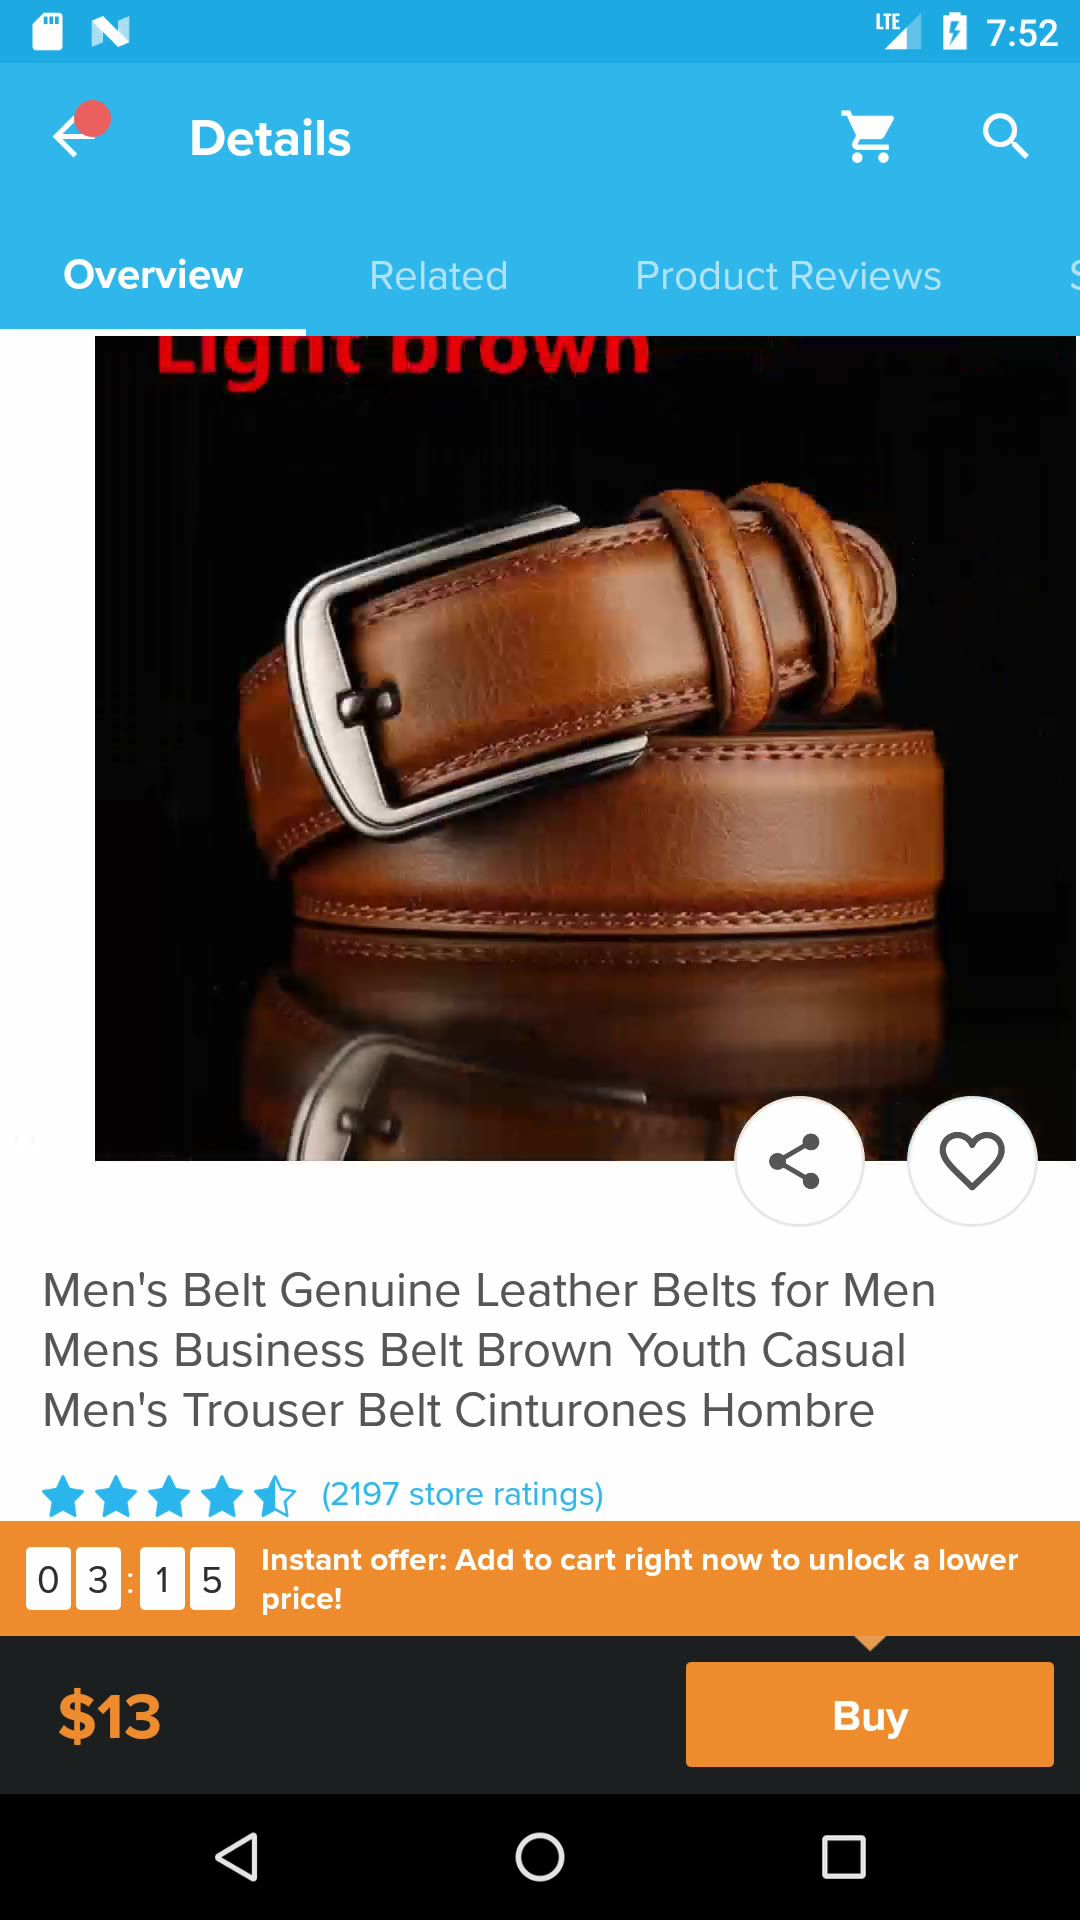 LTE 7:52
Details
Overview Related Product Reviews S
Light brown
Men's Belt Genuine Leather Belts for Men
Mens Business Belt Brown Youth Casual
Men's Trouser Belt Cinturones Hombre
(2197 store ratings)
03:15 Instant offer: Add to cart right now to unlock a lower
price!
$13 Buy